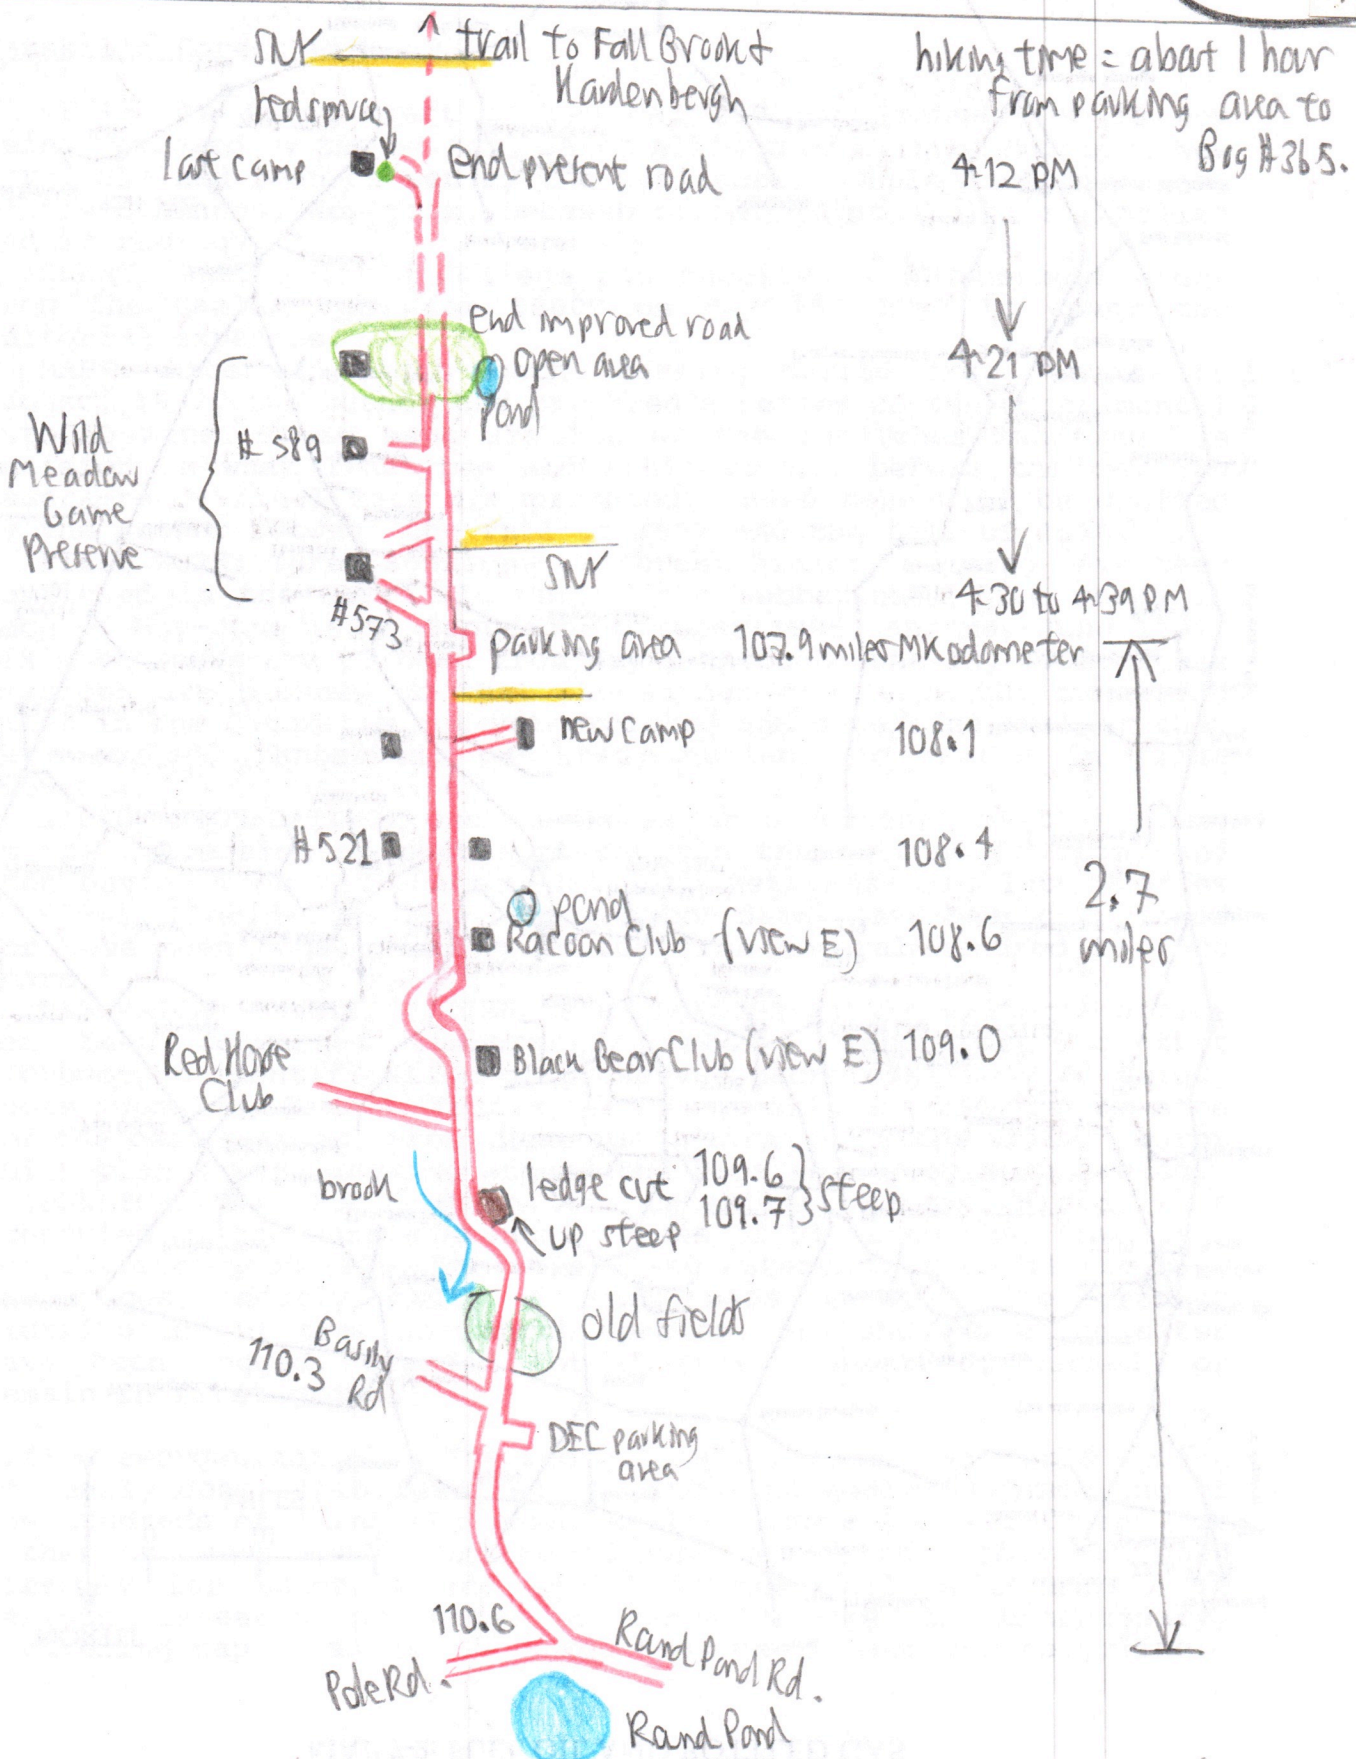 SNY
trail to Fall Brook &
Hardenbergh
hiking time = about 1 hour
from parking area to
Bog #365.
red spruce
last camp
end present road
4:12 PM
end improved road
open area
pond
4:21 PM
Wild
Meadow
Game
Preserve
#589
SNY
#573
4:30 to 4:39 PM
parking area
107.9 miles MK odometer
new camp
108.1
#521
108.4
2.7
miles
pond
Racoon Club (view E)
108.6
Red Horse
Club
Black Bear Club (view E)
109.0
brook
ledge cut 109.6
109.7
steep
up steep
old fields
110.3
Rd
DEC parking
area
110.6
Rand Pond Rd.
Pole Rd.
Rand Pond